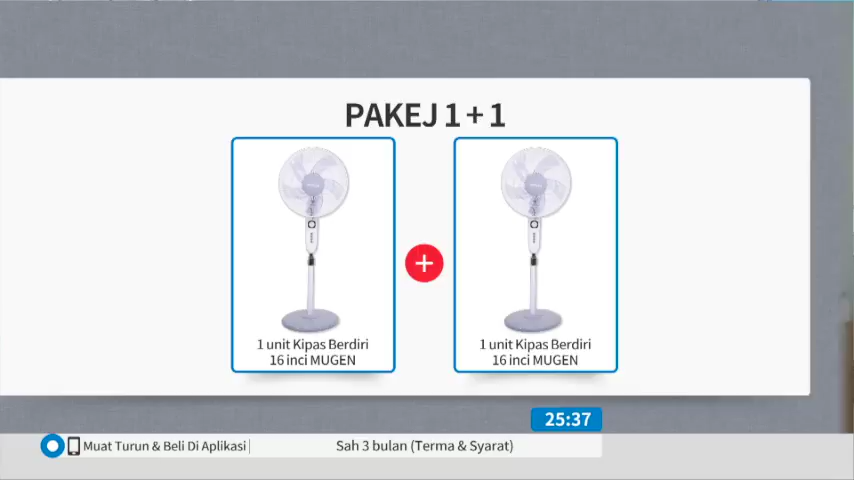 PAKEJ 1 + 1
1 unit Kipas Berdiri
16 inci MUGEN
+
1 unit Kipas Berdiri
16 inci MUGEN
25:37
Muat Turun & Beli Di Aplikasi
Sah 3 bulan (Terma & Syarat)